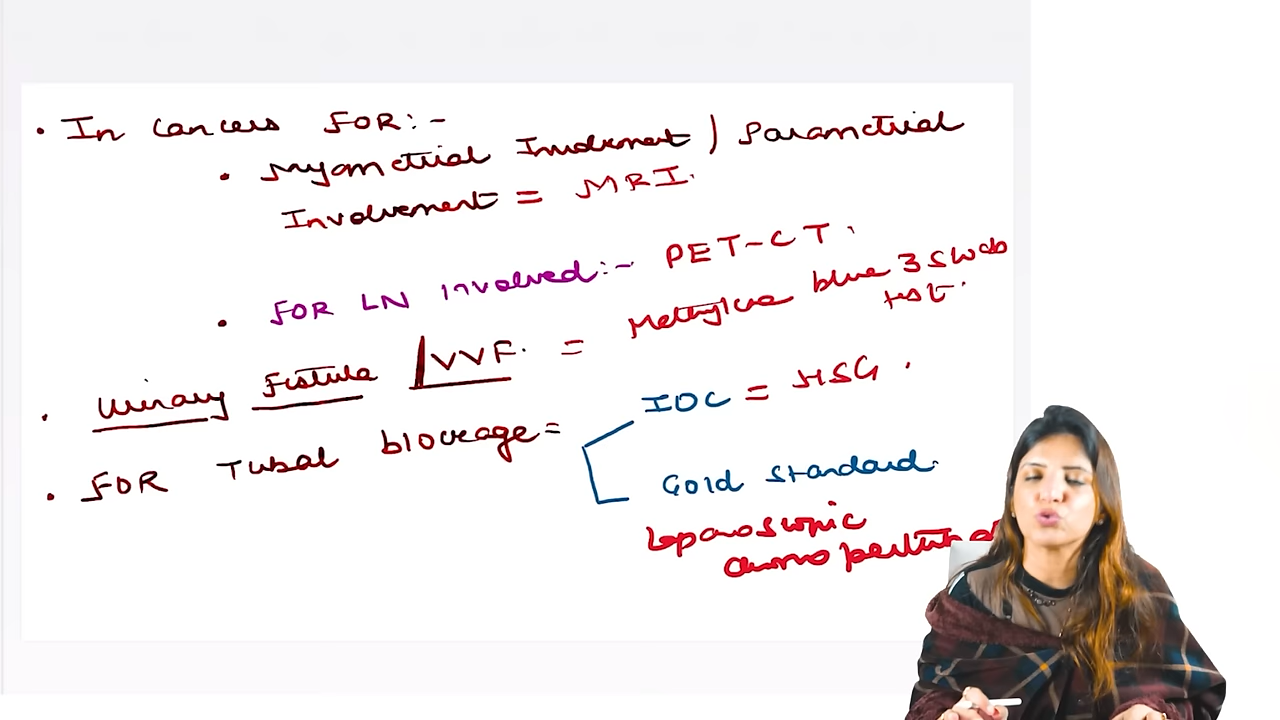 • In Cancers FOR:-
• Myometrial Involvement / Parametrial
Involvement = MRI.
• FOR LN involved:- PET-CT.
• Urinary Fistula / VVF. = Methylene blue 3 swab
test.
• FOR Tubal blockage = IOC = HSG.
Gold standard.
Laparoscopic